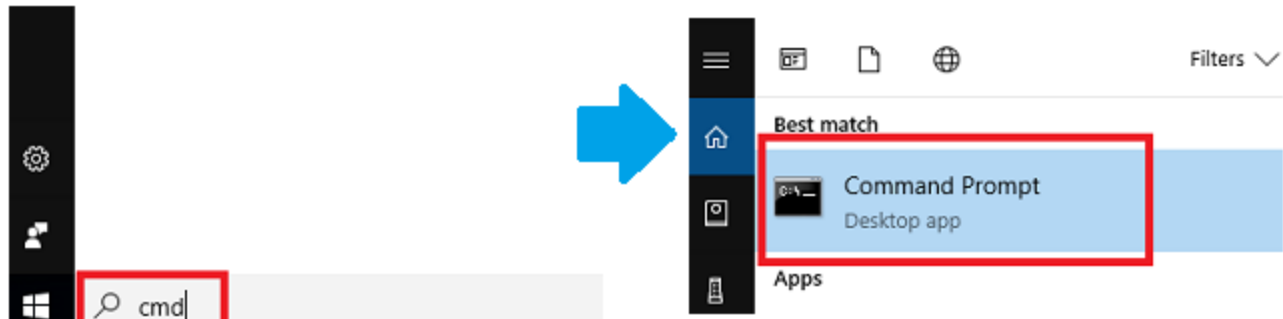 cmd
Filters
Best match
C:\_
Command Prompt
Desktop app
Apps